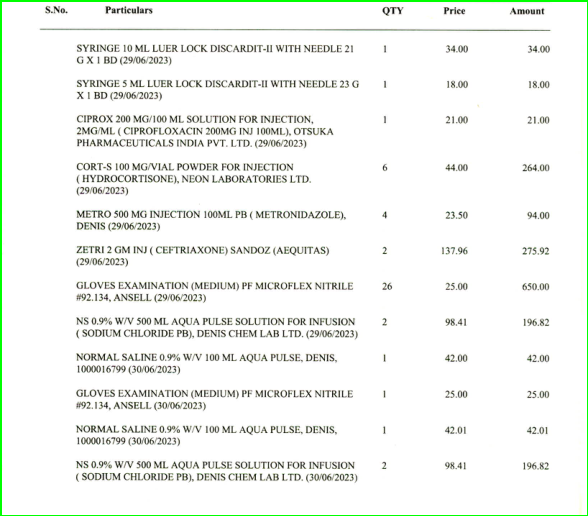 S.No. Particulars QTY Price Amount
SYRINGE 10 ML LUER LOCK DISCARDIT-II WITH NEEDLE 21 1 34.00 34.00
G X 1 BD (29/06/2023)
SYRINGE 5 ML LUER LOCK DISCARDIT-II WITH NEEDLE 23 G 1 18.00 18.00
X 1 BD (29/06/2023)
CIPROX 200 MG/100 ML SOLUTION FOR INJECTION, 1 21.00 21.00
2MG/ML ( CIPROFLOXACIN 200MG INJ 100ML), OTSUKA
PHARMACEUTICALS INDIA PVT. LTD. (29/06/2023)
CORT-S 100 MG/VIAL POWDER FOR INJECTION 6 44.00 264.00
( HYDROCORTISONE), NEON LABORATORIES LTD.
(29/06/2023)
METRO 500 MG INJECTION 100ML PB ( METRONIDAZOLE), 4 23.50 94.00
DENIS (29/06/2023)
ZETRI 2 GM INJ ( CEFTRIAXONE) SANDOZ (AEQUITAS) 2 137.96 275.92
(29/06/2023)
GLOVES EXAMINATION (MEDIUM) PF MICROFLEX NITRILE 26 25.00 650.00
#92.134, ANSELL (29/06/2023)
NS 0.9% W/V 500 ML AQUA PULSE SOLUTION FOR INFUSION 2 98.41 196.82
( SODIUM CHLORIDE PB), DENIS CHEM LAB LTD. (29/06/2023)
NORMAL SALINE 0.9% W/V 100 ML AQUA PULSE, DENIS, 1 42.00 42.00
1000016799 (30/06/2023)
GLOVES EXAMINATION (MEDIUM) PF MICROFLEX NITRILE 1 25.00 25.00
#92.134, ANSELL (30/06/2023)
NORMAL SALINE 0.9% W/V 100 ML AQUA PULSE, DENIS, 1 42.01 42.01
1000016799 (30/06/2023)
NS 0.9% W/V 500 ML AQUA PULSE SOLUTION FOR INFUSION 2 98.41 196.82
( SODIUM CHLORIDE PB), DENIS CHEM LAB LTD. (30/06/2023)